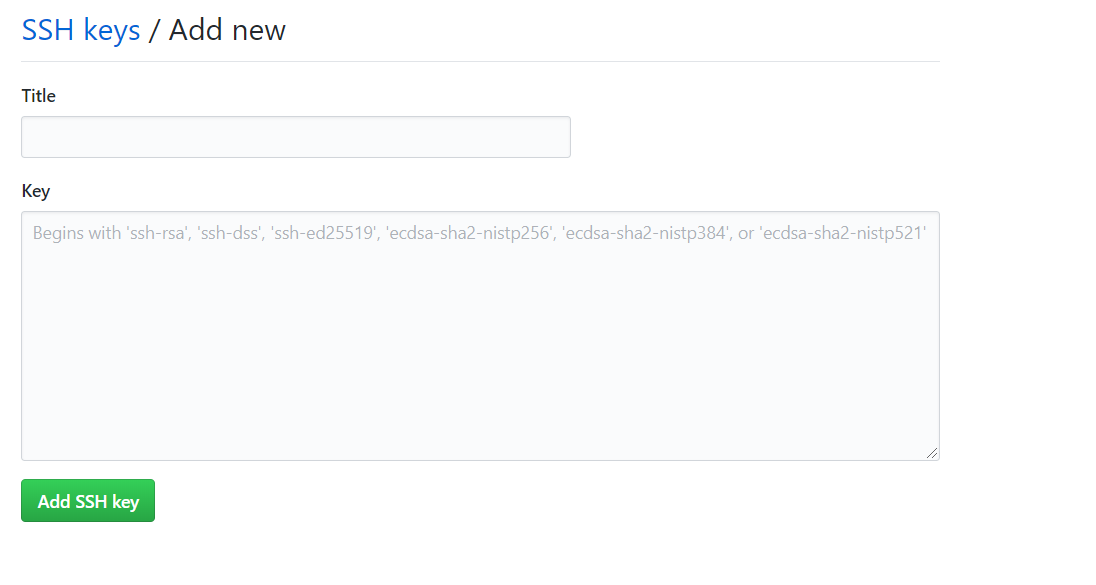 SSH keys / Add new
Title
Key
Begins with 'ssh-rsa', 'ssh-dss', 'ssh-ed25519', 'ecdsa-sha2-nistp256', 'ecdsa-sha2-nistp384', or 'ecdsa-sha2-nistp521'
Add SSH key